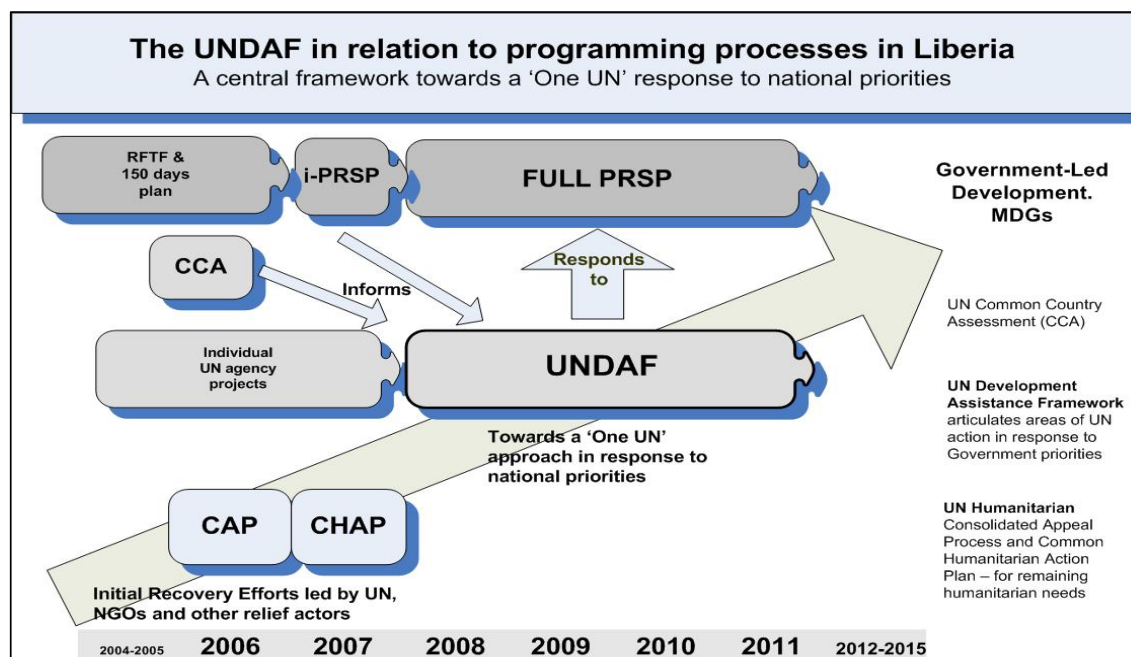 The UNDAF in relation to programming processes in Liberia
A central framework towards a ‘One UN’ response to national priorities
RFTF &
150 days
plan
i-PRSP
FULL PRSP
Government-Led
Development.
MDGs
CCA
Informs
Responds
to
UN Common Country
Assessment (CCA)
Individual
UN agency
projects
UNDAF
UN Development
Assistance Framework
articulates areas of UN
action in response to
Government priorities
Towards a ‘One UN’
approach in response to
national priorities
CAP
CHAP
UN Humanitarian
Consolidated Appeal
Process and Common
Humanitarian Action
Plan – for remaining
humanitarian needs
Initial Recovery Efforts led by UN,
NGOs and other relief actors
2004-2005 2006 2007 2008 2009 2010 2011 2012-2015